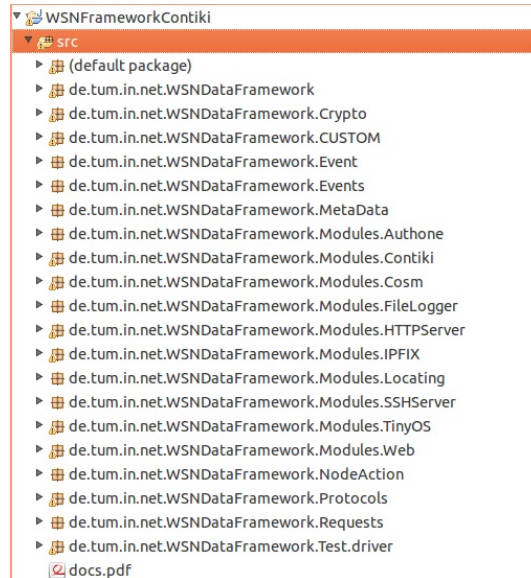 WSNFrameworkContiki
src
(default package)
de.tum.in.net.WSNDataFramework
de.tum.in.net.WSNDataFramework.Crypto
de.tum.in.net.WSNDataFramework.CUSTOM
de.tum.in.net.WSNDataFramework.Event
de.tum.in.net.WSNDataFramework.Events
de.tum.in.net.WSNDataFramework.MetaData
de.tum.in.net.WSNDataFramework.Modules.Authone
de.tum.in.net.WSNDataFramework.Modules.Contiki
de.tum.in.net.WSNDataFramework.Modules.Cosm
de.tum.in.net.WSNDataFramework.Modules.FileLogger
de.tum.in.net.WSNDataFramework.Modules.HTTPServer
de.tum.in.net.WSNDataFramework.Modules.IPFIX
de.tum.in.net.WSNDataFramework.Modules.Locating
de.tum.in.net.WSNDataFramework.Modules.SSHServer
de.tum.in.net.WSNDataFramework.Modules.TinyOS
de.tum.in.net.WSNDataFramework.Modules.Web
de.tum.in.net.WSNDataFramework.NodeAction
de.tum.in.net.WSNDataFramework.Protocols
de.tum.in.net.WSNDataFramework.Requests
de.tum.in.net.WSNDataFramework.Test.driver
docs.pdf